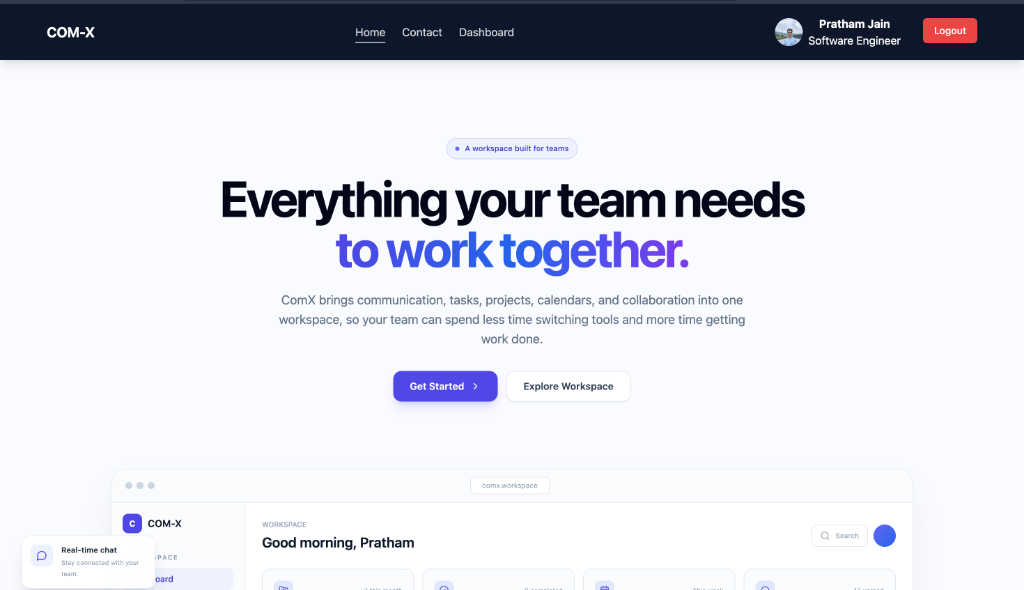 COM-X
Home Contact Dashboard
Pratham Jain
Software Engineer
Logout
A workspace built for teams
Everything your team needs
to work together.
ComX brings communication, tasks, projects, calendars, and collaboration into one
workspace, so your team can spend less time switching tools and more time getting
work done.
Get Started
Explore Workspace
comx.workspace
C COM-X
WORKSPACE
Good morning, Pratham
Search
Real-time chat
Stay connected with your
team.
SPACE
oard